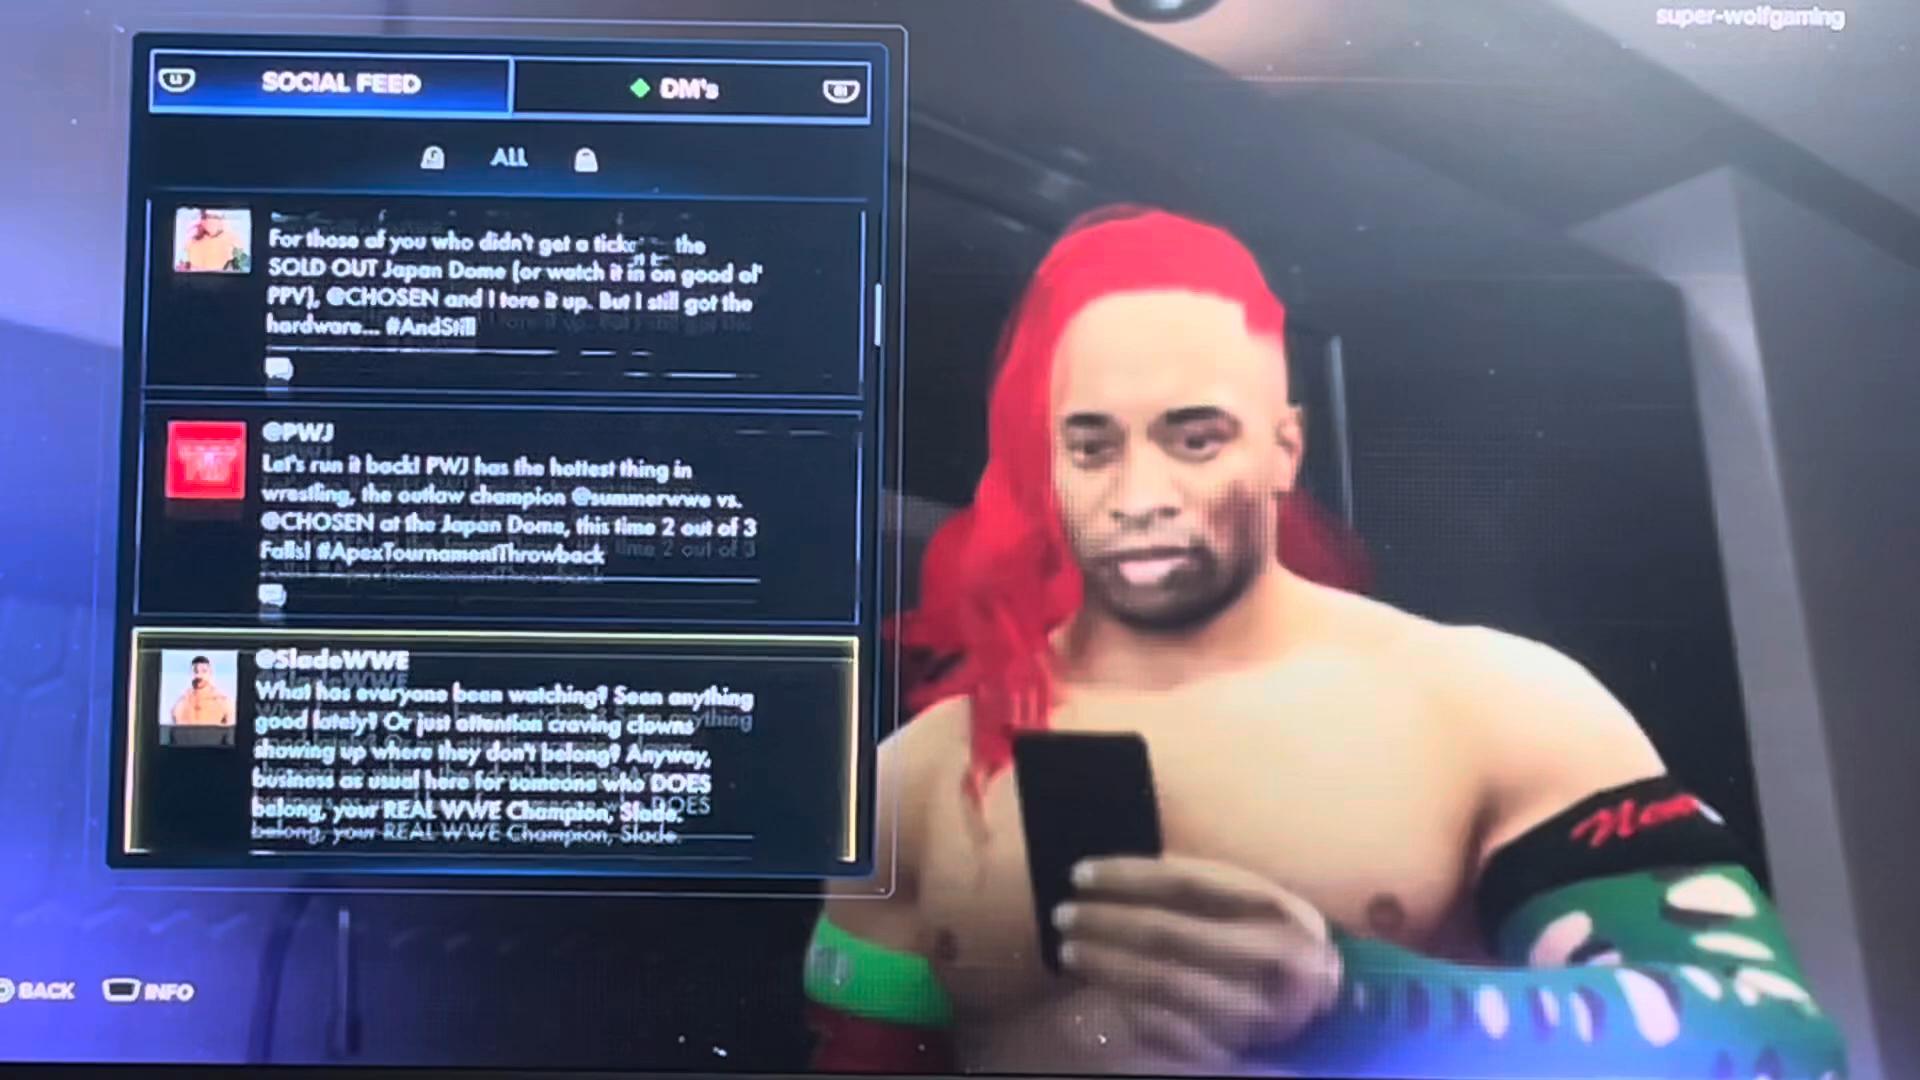 super-wolfgaming
L1 SOCIAL FEED DM's R1
ALL
For those of you who didn't get a the
SOLD OUT Japan Dome (or watch it in on good ol'
PPV), @CHOSEN and I tore it up. But I still got the
hardware... #AndStill
@PWJ
Let's run it back! PWJ has the hottest thing in
wrestling, the outlaw champion @summerwwe vs.
@CHOSEN at the Japan Dome, this time 2 out of 3
Falls! #ApexTournamentThrowback
@SladeWWE
What has everyone been watching? Seen anything
good lately? Or just attention craving clowns
showing up where they don't belong? Anyway,
business as usual here for someone who DOES
belong, your REAL WWE Champion, Slade.
BACK INFO